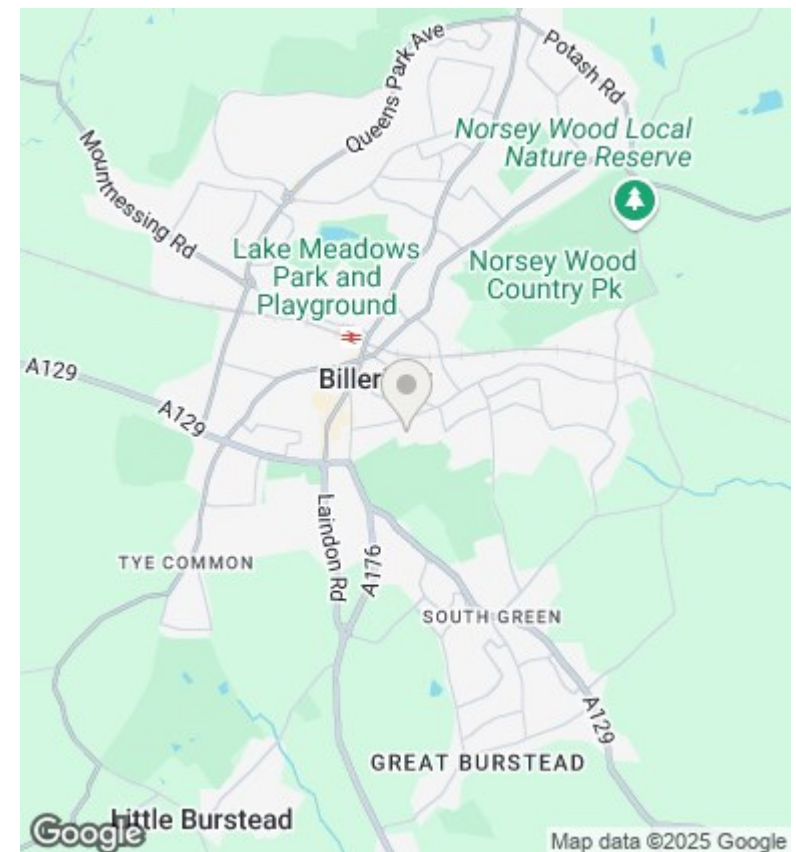 Queens Park Ave
Potash Rd
Norsey Wood Local
Nature Reserve
Mountnessing Rd
Lake Meadows
Park and
Playground
Norsey Wood
Country Pk
A129
A129
Biller
Laindon Rd
A176
TYE COMMON
SOUTH GREEN
A129
GREAT BURSTEAD
Little Burstead
Google
Map data ©2025 Google